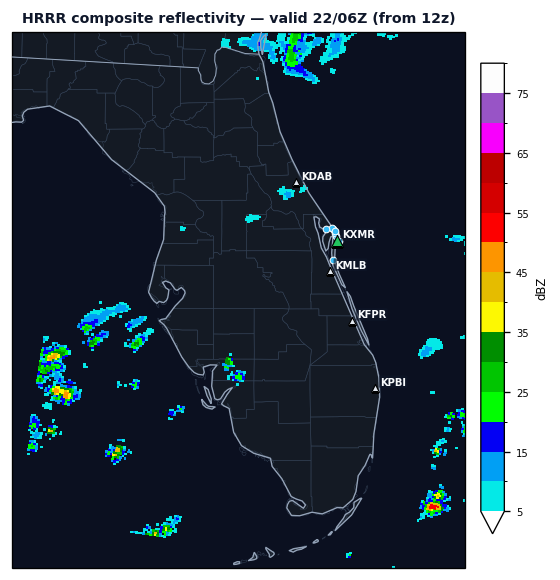 HRRR composite reflectivity — valid 22/06Z (from 12z)
KDAB
KXMR
KMLB
KFPR
KPBI
75
65
55
45
35
25
15
5
dBZ